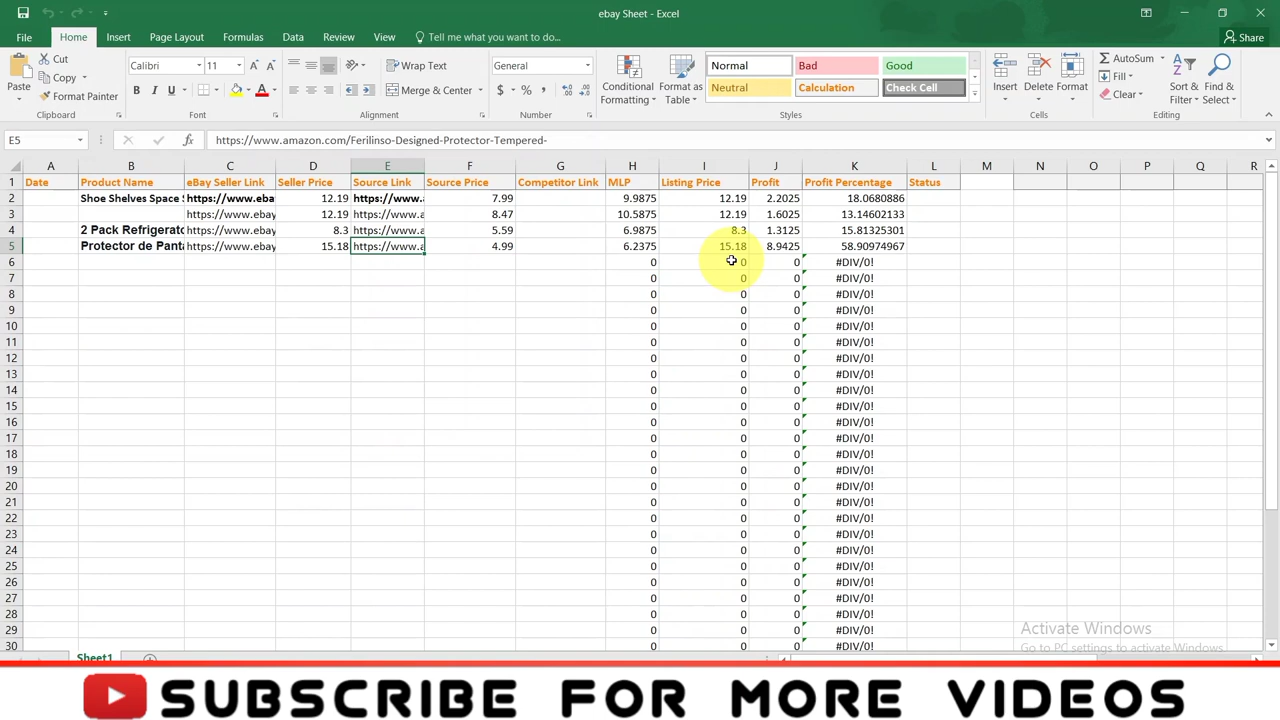 ebay Sheet - Excel
File Home Insert Page Layout Formulas Data Review View Tell me what you want to do... Share
Paste Cut Copy Format Painter Clipboard
Calibri 11 A A B I U A Font
Wrap Text Merge & Center Alignment
General $ % Number
Conditional Formatting Format as Table Normal Bad Good Neutral Calculation Check Cell Styles
Insert Delete Format Cells
AutoSum Fill Clear Sort & Filter Find & Select Editing
E5 fx https://www.amazon.com/Ferilinso-Designed-Protector-Tempered-
A B C D E F G H I J K L M N O P Q R
1 Date Product Name eBay Seller Link Seller Price Source Link Source Price Competitor Link MLP Listing Price Profit Profit Percentage Status
2 Shoe Shelves Space https://www.eba 12.19 https://www. 7.99 9.9875 12.19 2.2025 18.0680886
3 https://www.ebay 12.19 https://www.a 8.47 10.5875 12.19 1.6025 13.14602133
4 2 Pack Refrigerato https://www.ebay 8.3 https://www.a 5.59 6.9875 8.3 1.3125 15.81325301
5 Protector de Panta https://www.ebay 15.18 https://www.a 4.99 6.2375 15.18 8.9425 58.90974967
6 0 0 0 #DIV/0!
7 0 0 0 #DIV/0!
8 0 0 0 #DIV/0!
9 0 0 0 #DIV/0!
10 0 0 0 #DIV/0!
11 0 0 0 #DIV/0!
12 0 0 0 #DIV/0!
13 0 0 0 #DIV/0!
14 0 0 0 #DIV/0!
15 0 0 0 #DIV/0!
16 0 0 0 #DIV/0!
17 0 0 0 #DIV/0!
18 0 0 0 #DIV/0!
19 0 0 0 #DIV/0!
20 0 0 0 #DIV/0!
21 0 0 0 #DIV/0!
22 0 0 0 #DIV/0!
23 0 0 0 #DIV/0!
24 0 0 0 #DIV/0!
25 0 0 0 #DIV/0!
26 0 0 0 #DIV/0!
27 0 0 0 #DIV/0!
28 0 0 0 #DIV/0!
29 0 0 0 #DIV/0!
30 0 0 0 #DIV/0!
Activate Windows
Go to PC settings to activate Windows.
Sheet1
SUBSCRIBE FOR MORE VIDEOS